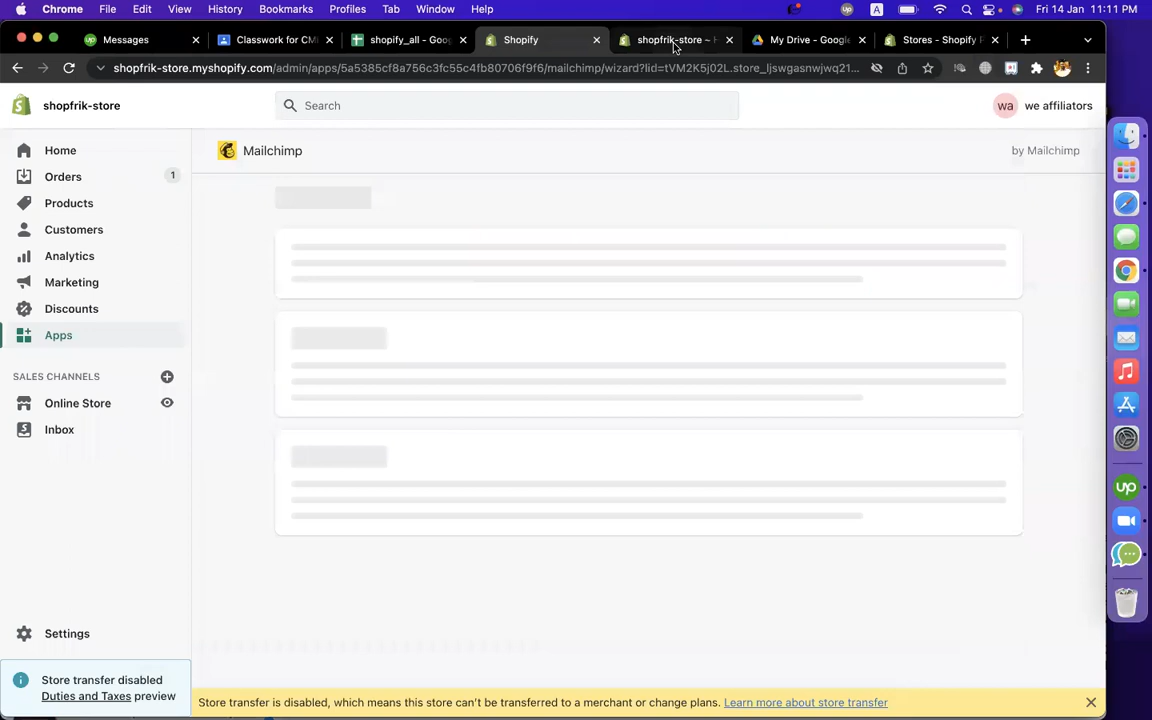 Chrome File Edit View History Bookmarks Profiles Tab Window Help A Fri 14 Jan 11:11 PM
up Messages Classwork for CM shopify_all - Goo Shopify shopfrik-store ~ My Drive - Google Stores - Shopify P
shopfrik-store.myshopify.com/admin/apps/5a5385cf8a756c3fc55c4fb80706f9f6/mailchimp/wizard?lid=tVM2K5j02L.store_ljswgasnwjwq21...
shopfrik-store Search wa we affiliators
Mailchimp by Mailchimp
Home
Orders 1
Products
Customers
Analytics
Marketing
Discounts
Apps
SALES CHANNELS
Online Store
Inbox
Settings
Store transfer disabled
Duties and Taxes preview
Store transfer is disabled, which means this store can't be transferred to a merchant or change plans. Learn more about store transfer
up